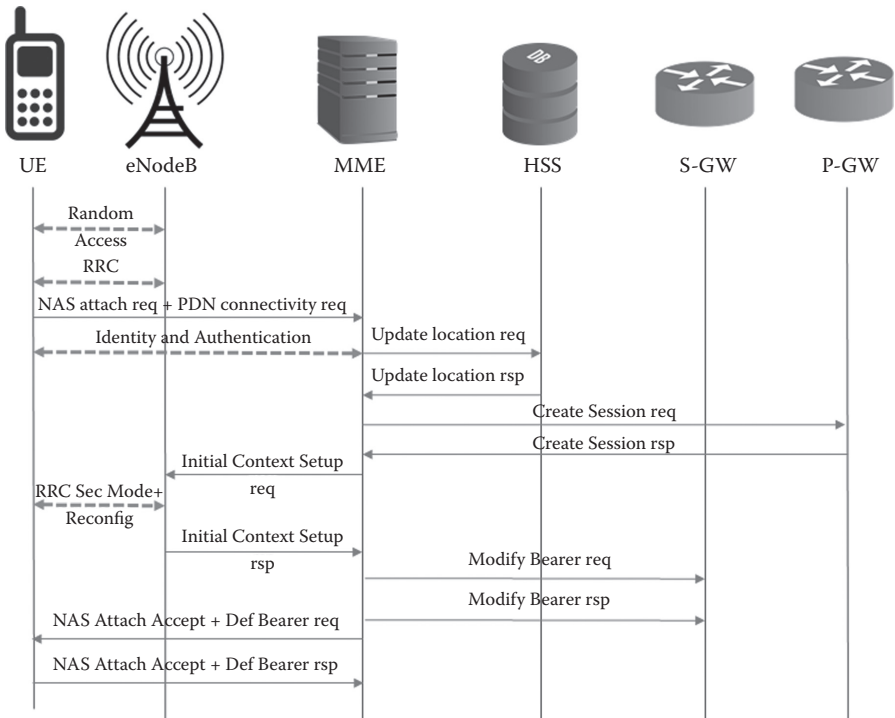 DB
UE
eNodeB
MME
HSS
S-GW
P-GW
Random
Access
RRC
NAS attach req + PDN connectivity req
Identity and Authentication
Update location req
Update location rsp
Create Session req
Create Session rsp
Initial Context Setup
req
RRC Sec Mode+
Reconfig
Initial Context Setup
rsp
Modify Bearer req
Modify Bearer rsp
NAS Attach Accept + Def Bearer req
NAS Attach Accept + Def Bearer rsp